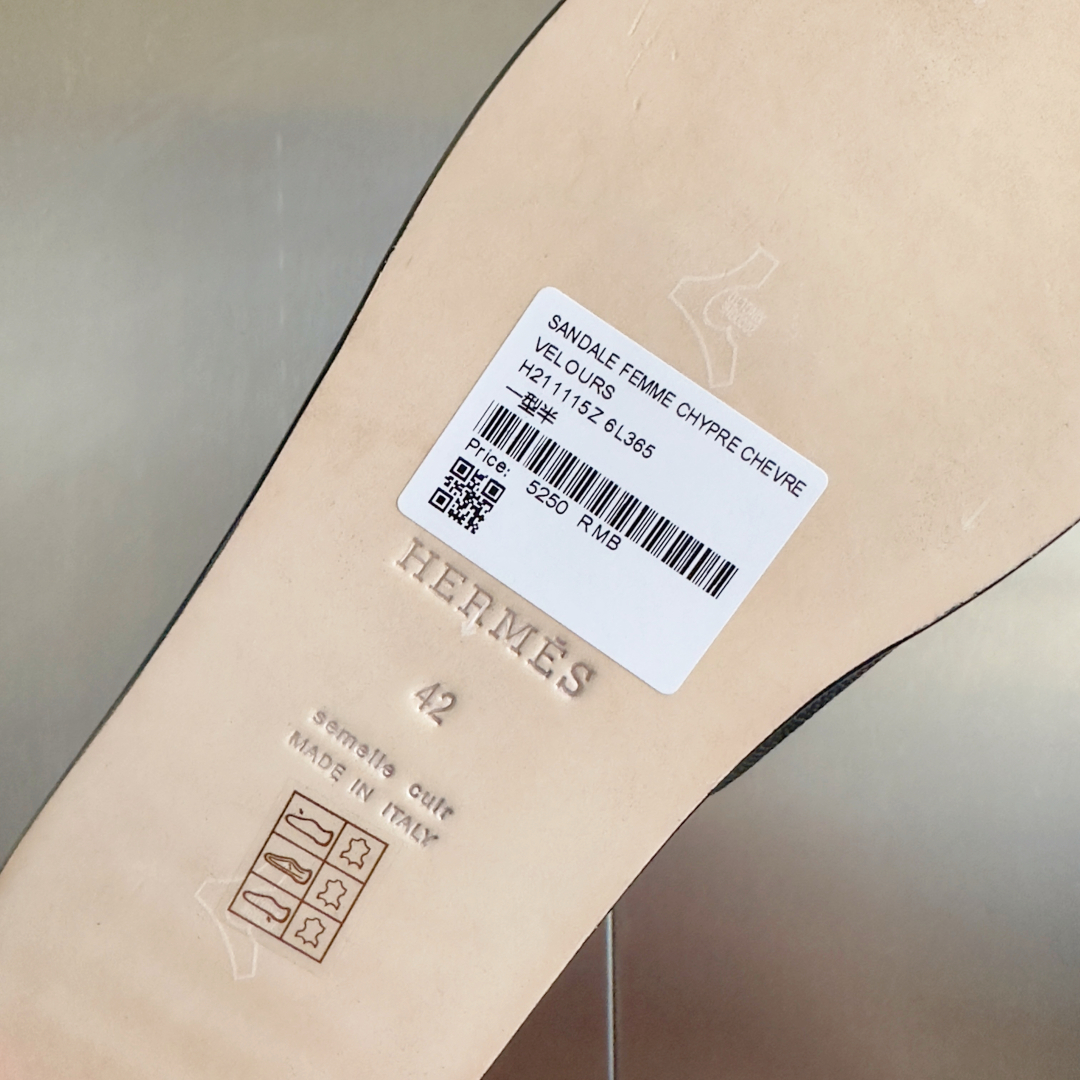 SANDALE FEMME CHYPRE CHEVRE
VELOURS
H211115Z 6L365
一型半
Price: 5250 RMB
HERMÈS
42
semelle cuir
MADE IN ITALY